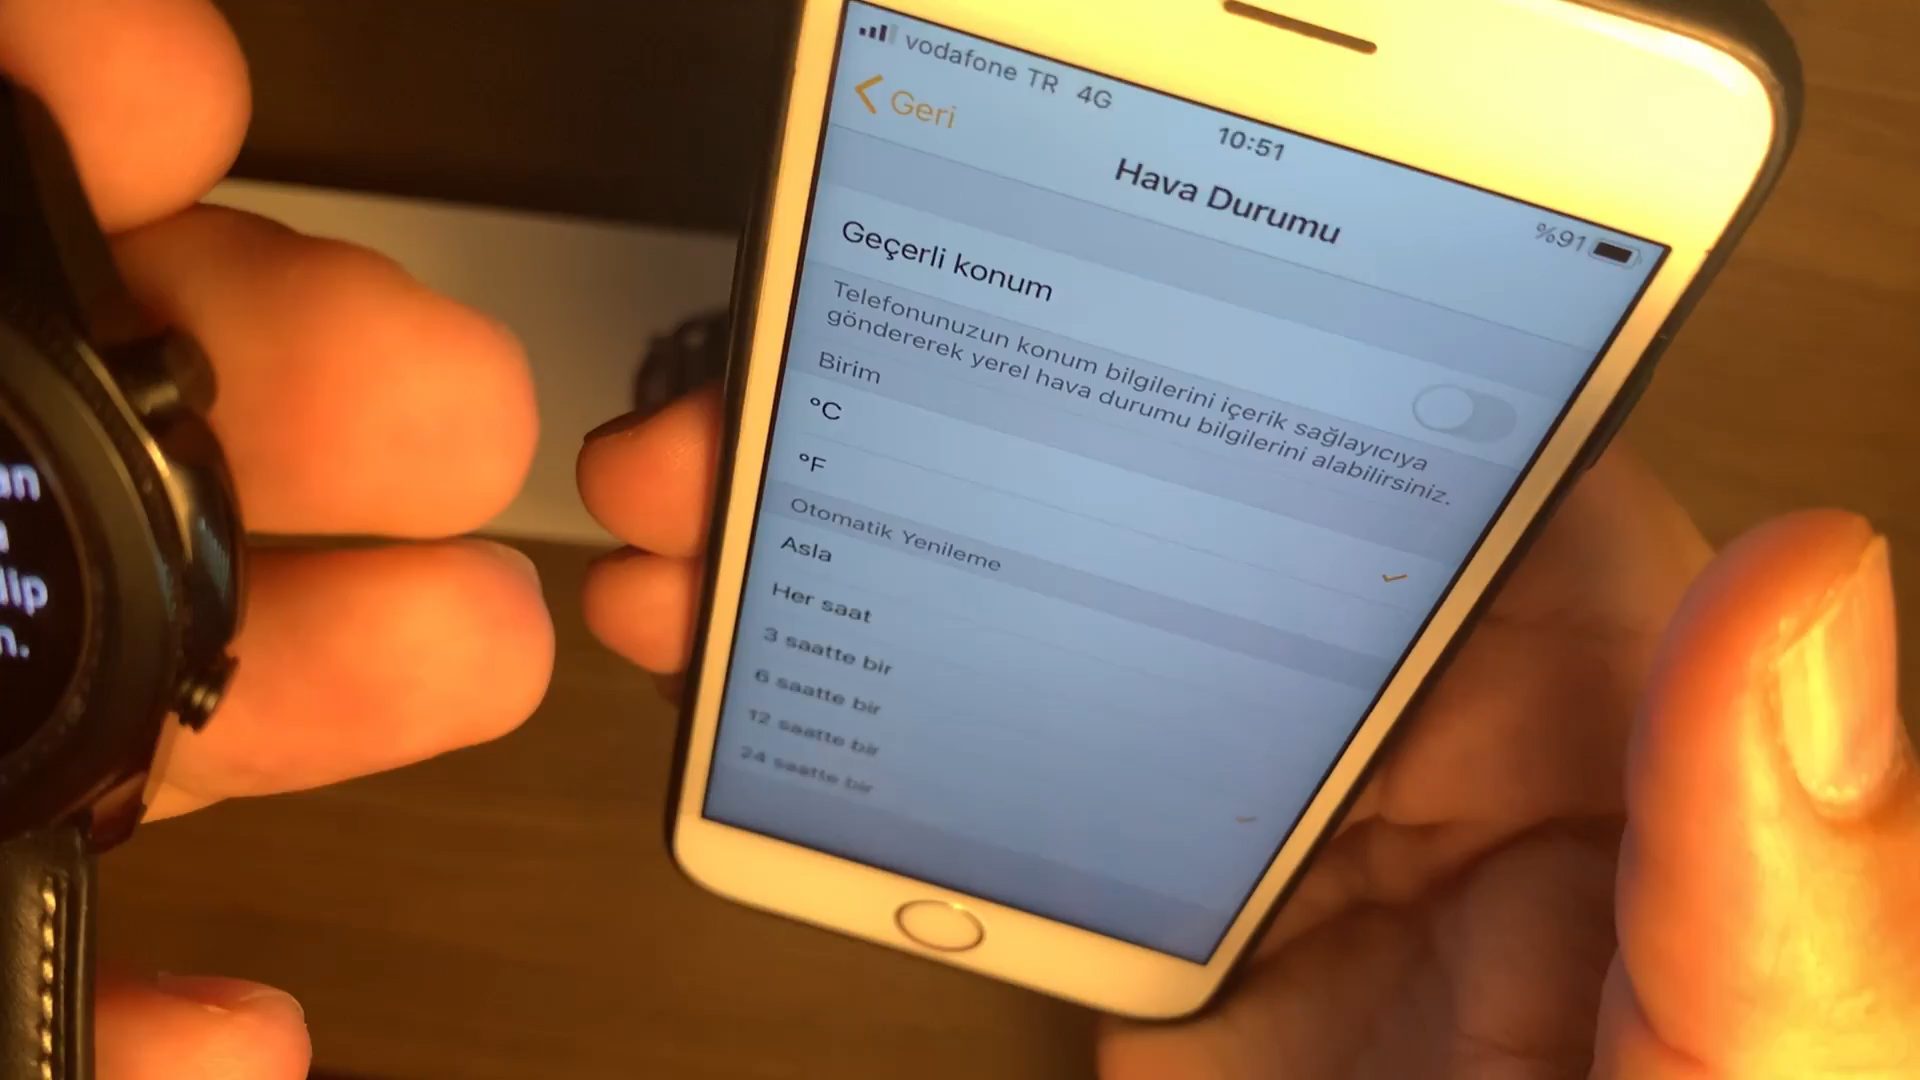 vodafone TR 4G
10:51
%91
Geri
Hava Durumu
Geçerli konum
Telefonunuzun konum bilgilerini içerik sağlayıcıya
göndererek yerel hava durumu bilgilerini alabilirsiniz.
Birim
°C
°F
Otomatik Yenileme
Asla
Her saat
3 saatte bir
6 saatte bir
12 saatte bir
24 saatte bir